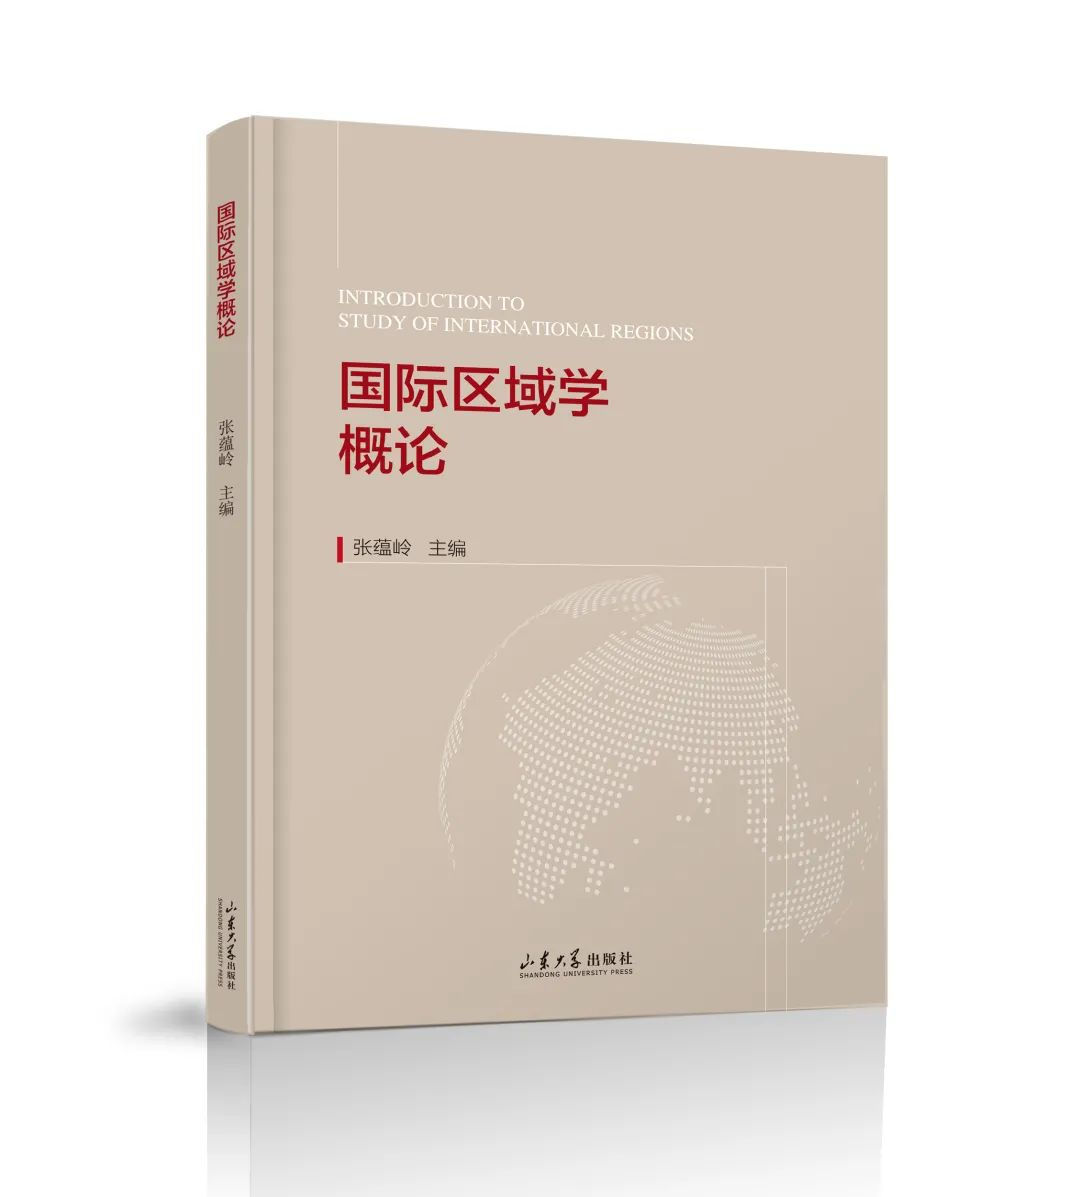 国际区域学概论
张蕴岭 主编
山东大学出版社
SHANDONG UNIVERSITY PRESS
INTRODUCTION TO
STUDY OF INTERNATIONAL REGIONS
国际区域学
概论
张蕴岭 主编
山东大学出版社
SHANDONG UNIVERSITY PRESS